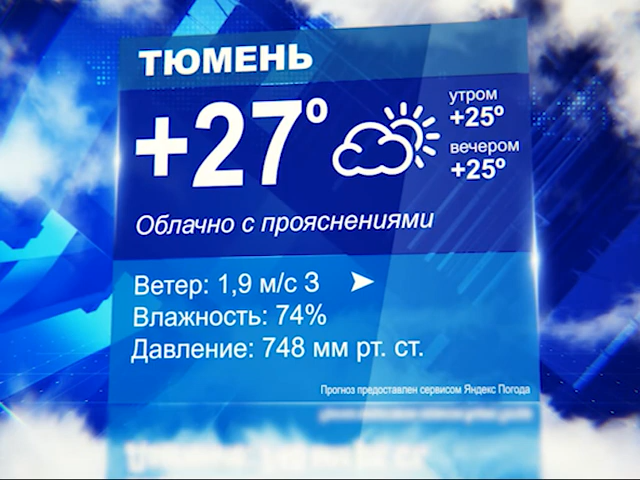 ТЮМЕНЬ
+27°
утром
+25°
вечером
+25°
Облачно с прояснениями
Ветер: 1,9 м/с З
Влажность: 74%
Давление: 748 мм рт. ст.
Прогноз предоставлен сервисом Яндекс Погода